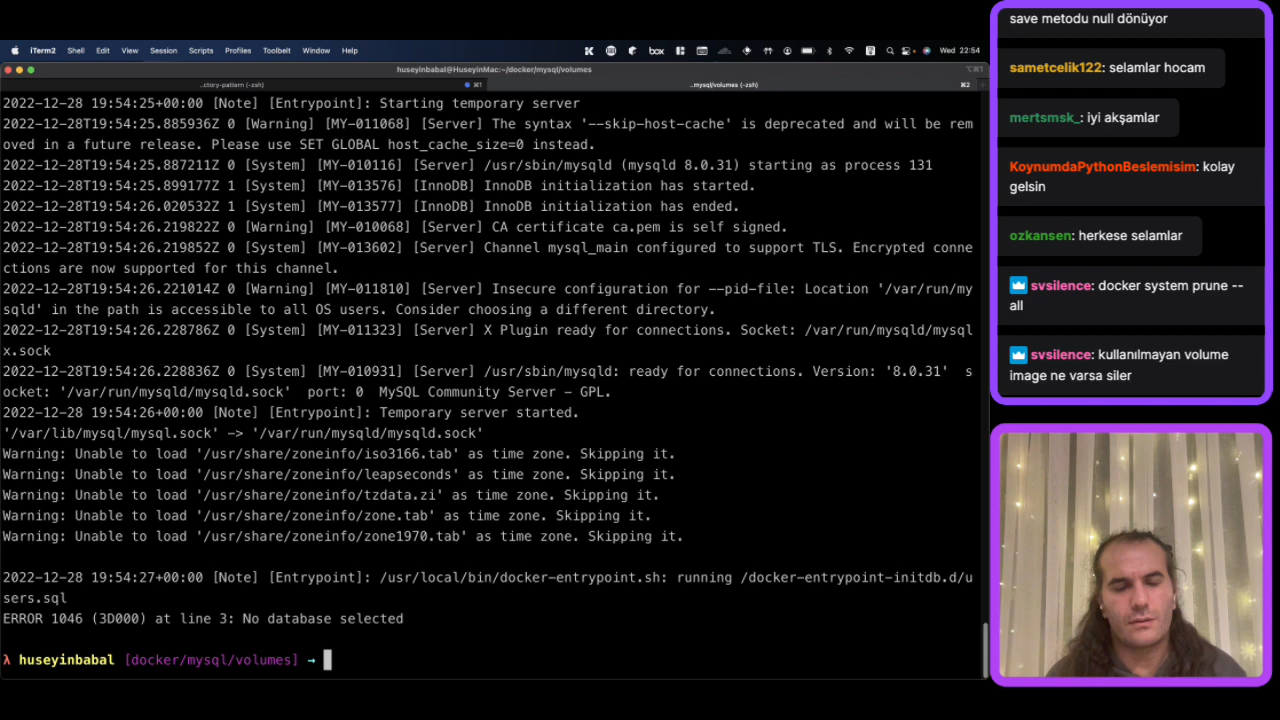 iTerm2 Shell Edit View Session Scripts Profiles Toolbelt Window Help
box
Wed 22:54
huseyinbabal@HuseyinMac:~/docker/mysql/volumes
⌥⌘1
..ctory-pattern (-zsh)
⌘1
..mysql/volumes (-zsh)
⌘2
2022-12-28 19:54:25+00:00 [Note] [Entrypoint]: Starting temporary server
2022-12-28T19:54:25.885936Z 0 [Warning] [MY-011068] [Server] The syntax '--skip-host-cache' is deprecated and will be rem
oved in a future release. Please use SET GLOBAL host_cache_size=0 instead.
2022-12-28T19:54:25.887211Z 0 [System] [MY-010116] [Server] /usr/sbin/mysqld (mysqld 8.0.31) starting as process 131
2022-12-28T19:54:25.899177Z 1 [System] [MY-013576] [InnoDB] InnoDB initialization has started.
2022-12-28T19:54:26.020532Z 1 [System] [MY-013577] [InnoDB] InnoDB initialization has ended.
2022-12-28T19:54:26.219822Z 0 [Warning] [MY-010068] [Server] CA certificate ca.pem is self signed.
2022-12-28T19:54:26.219852Z 0 [System] [MY-013602] [Server] Channel mysql_main configured to support TLS. Encrypted conne
ctions are now supported for this channel.
2022-12-28T19:54:26.221014Z 0 [Warning] [MY-011810] [Server] Insecure configuration for --pid-file: Location '/var/run/my
sqld' in the path is accessible to all OS users. Consider choosing a different directory.
2022-12-28T19:54:26.228786Z 0 [System] [MY-011323] [Server] X Plugin ready for connections. Socket: /var/run/mysqld/mysql
x.sock
2022-12-28T19:54:26.228836Z 0 [System] [MY-010931] [Server] /usr/sbin/mysqld: ready for connections. Version: '8.0.31'  s
ocket: '/var/run/mysqld/mysqld.sock'  port: 0  MySQL Community Server - GPL.
2022-12-28 19:54:26+00:00 [Note] [Entrypoint]: Temporary server started.
'/var/lib/mysql/mysql.sock' -> '/var/run/mysqld/mysqld.sock'
Warning: Unable to load '/usr/share/zoneinfo/iso3166.tab' as time zone. Skipping it.
Warning: Unable to load '/usr/share/zoneinfo/leapseconds' as time zone. Skipping it.
Warning: Unable to load '/usr/share/zoneinfo/tzdata.zi' as time zone. Skipping it.
Warning: Unable to load '/usr/share/zoneinfo/zone.tab' as time zone. Skipping it.
Warning: Unable to load '/usr/share/zoneinfo/zone1970.tab' as time zone. Skipping it.
2022-12-28 19:54:27+00:00 [Note] [Entrypoint]: /usr/local/bin/docker-entrypoint.sh: running /docker-entrypoint-initdb.d/u
sers.sql
ERROR 1046 (3D000) at line 3: No database selected
λ huseyinbabal [docker/mysql/volumes] →
save metodu null dönüyor
sametcelik122: selamlar hocam
mertsmsk_: iyi akşamlar
KoynumdaPythonBeslemisim: kolay
gelsin
ozkansen: herkese selamlar
svsilence: docker system prune --
all
svsilence: kullanılmayan volume
image ne varsa siler